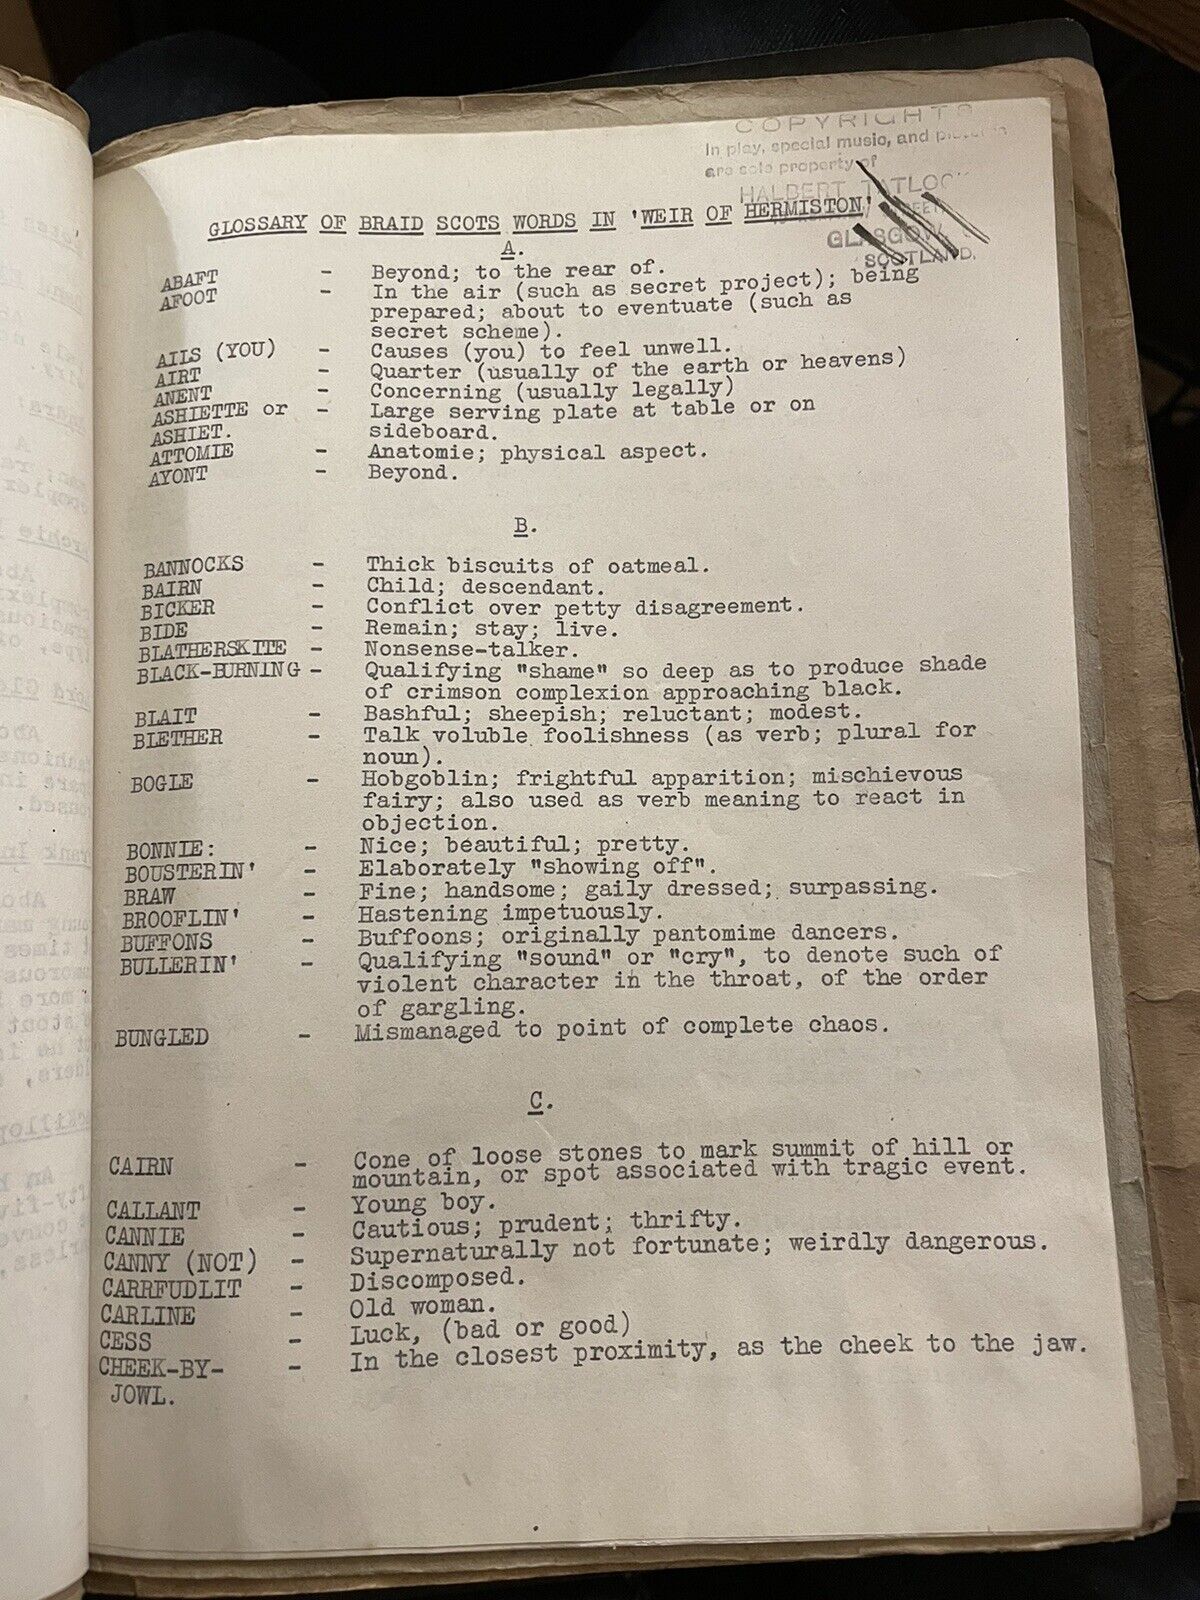 COPYRIGHT
In play, special music, and
are sole property of
HALBERT TATLOCK
GLASGOW
SCOTLAND.
GLOSSARY OF BRAID SCOTS WORDS IN 'WEIR OF HERMISTON'
A.
ABAFT - Beyond; to the rear of.
AFOOT - In the air (such as secret project); being
prepared; about to eventuate (such as
secret scheme).
AILS (YOU) - Causes (you) to feel unwell.
AIRT - Quarter (usually of the earth or heavens)
ANENT - Concerning (usually legally)
ASHIETTE or - Large serving plate at table or on
ASHIET. sideboard.
ATTOMIE - Anatomie; physical aspect.
AYONT - Beyond.
B.
BANNOCKS - Thick biscuits of oatmeal.
BAIRN - Child; descendant.
BICKER - Conflict over petty disagreement.
BIDE - Remain; stay; live.
BLATHERSKITE - Nonsense-talker.
BLACK-BURNING - Qualifying "shame" so deep as to produce shade
of crimson complexion approaching black.
BLAIT - Bashful; sheepish; reluctant; modest.
BLETHER - Talk voluble foolishness (as verb; plural for
noun).
BOGLE - Hobgoblin; frightful apparition; mischievous
fairy; also used as verb meaning to react in
objection.
BONNIE: - Nice; beautiful; pretty.
BOUSTERIN' - Elaborately "showing off".
BRAW - Fine; handsome; gaily dressed; surpassing.
BROOFLIN' - Hastening impetuously.
BUFFONS - Buffoons; originally pantomime dancers.
BULLERIN' - Qualifying "sound" or "cry", to denote such of
violent character in the throat, of the order
of gargling.
BUNGLED - Mismanaged to point of complete chaos.
C.
CAIRN - Cone of loose stones to mark summit of hill or
mountain, or spot associated with tragic event.
CALLANT - Young boy.
CANNIE - Cautious; prudent; thrifty.
CANNY (NOT) - Supernaturally not fortunate; weirdly dangerous.
CARRFUDLIT - Discomposed.
CARLINE - Old woman.
CESS - Luck, (bad or good)
CHEEK-BY- - In the closest proximity, as the cheek to the jaw.
JOWL.